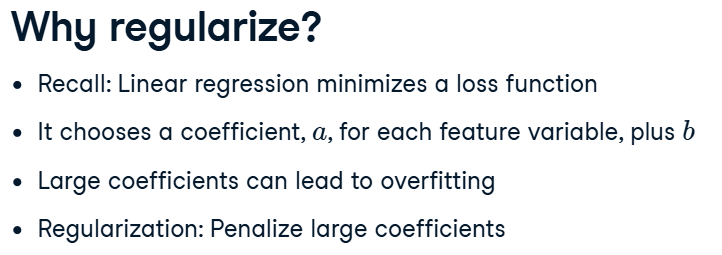 Why regularize?
• Recall: Linear regression minimizes a loss function
• It chooses a coefficient, a, for each feature variable, plus b
• Large coefficients can lead to overfitting
• Regularization: Penalize large coefficients